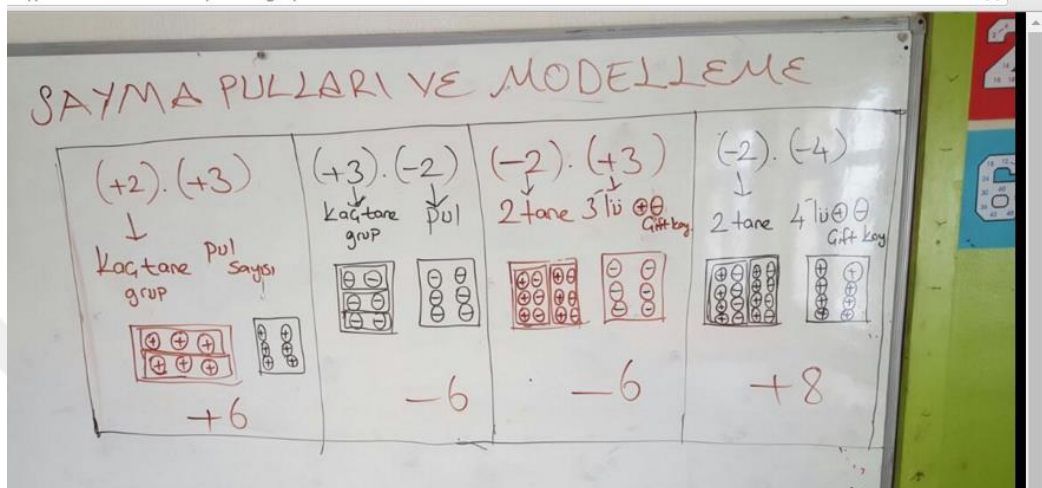 SAYMA PULLARI VE MODELLEME
(+2).(+3)
↓
Kaç tane
grup
Pul
Sayısı
⊕ ⊕ ⊕
⊕ ⊕ ⊕
⊕ ⊕
⊕ ⊕
⊕ ⊕
+6
(+3).(-2)
↓ ↓
Kaç tane
grup
Pul
⊖ ⊖
⊖ ⊖
⊖ ⊖
⊖ ⊖
⊖ ⊖
⊖ ⊖
-6
(-2).(+3)
↓ ↓
2 tane 3'lü ⊕⊖
Çift koy
⊕⊖ ⊕⊖
⊕⊖ ⊕⊖
⊕⊖ ⊕⊖
⊖ ⊖
⊖ ⊖
⊖ ⊖
-6
(-2).(-4)
↓
2 tane 4'lü ⊕⊖
Çift koy
⊕⊖ ⊕⊖
⊕⊖ ⊕⊖
⊕⊖ ⊕⊖
⊕⊖ ⊕⊖
⊕ ⊕
⊕ ⊕
⊕ ⊕
⊕ ⊕
+8